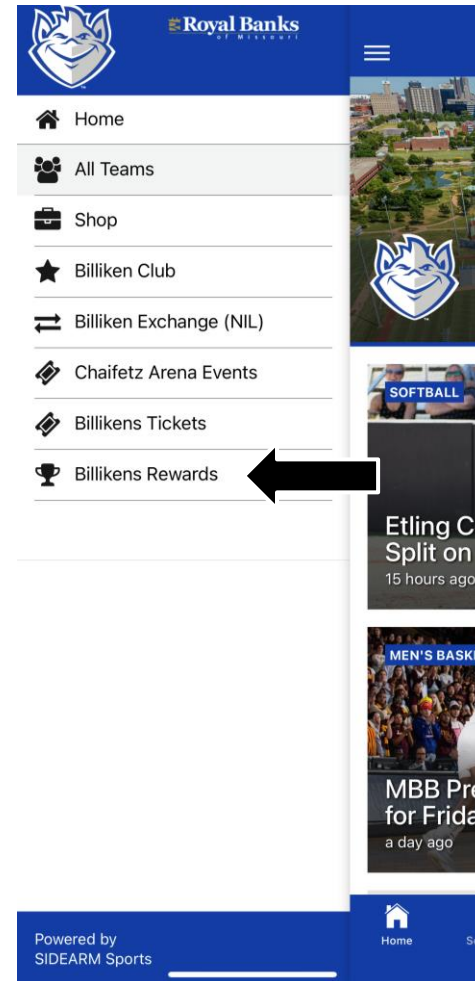 Royal Banks
of Missouri
Home
All Teams
Shop
Billiken Club
Billiken Exchange (NIL)
Chaifetz Arena Events
Billikens Tickets
Billikens Rewards
Powered by
SIDEARM Sports
SOFTBALL
Etling C
Split on
15 hours ago
MEN'S BASK
MBB Pre
for Frida
a day ago
Home